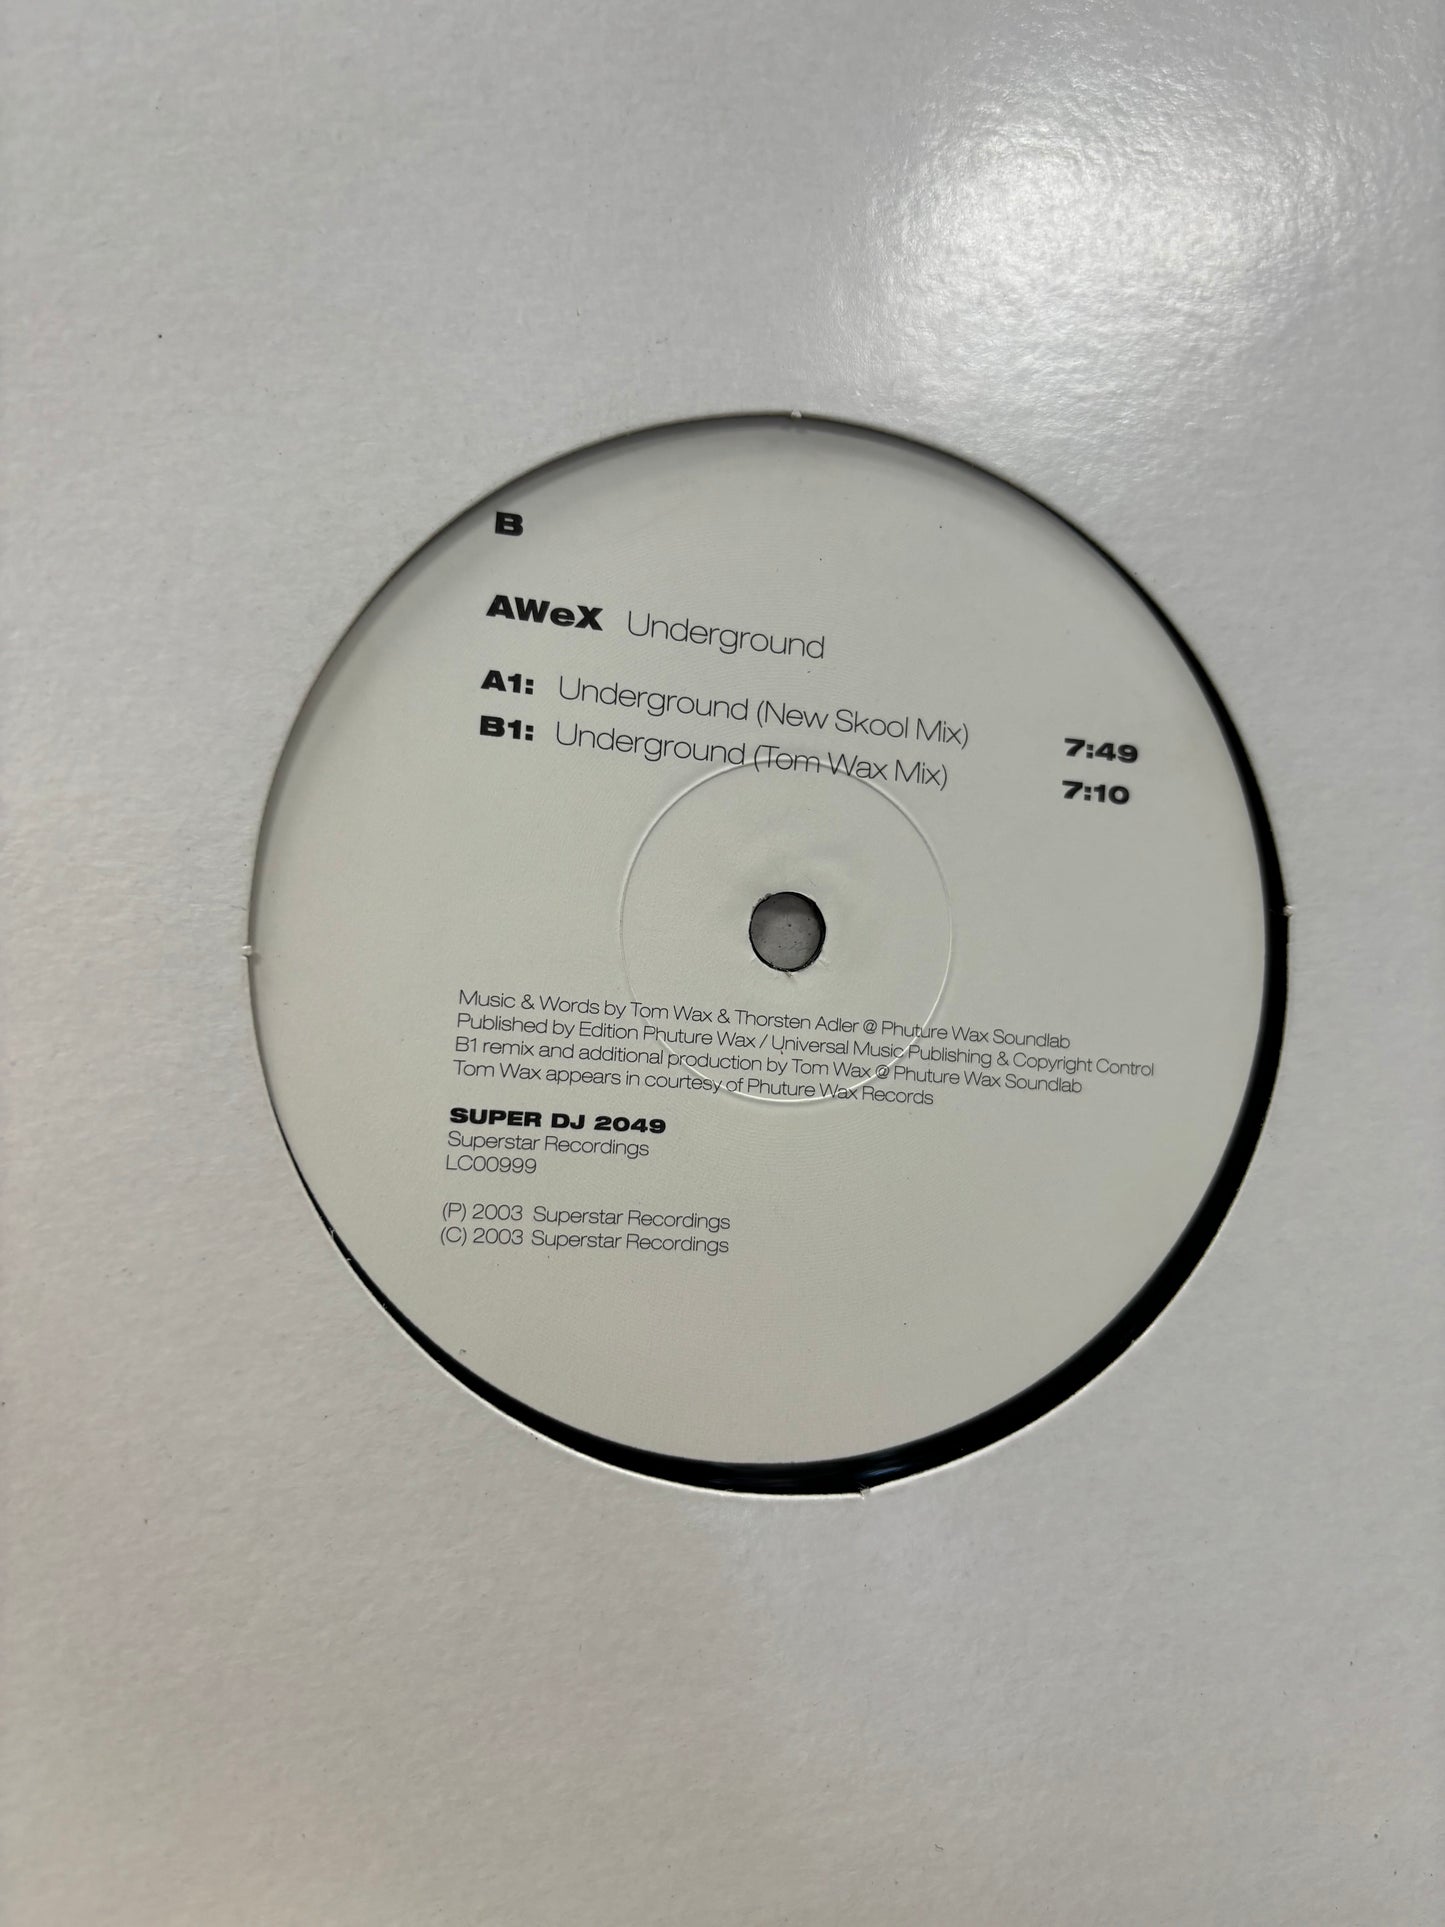 B
AWeX Underground
A1: Underground (New Skool Mix) 7:49
B1: Underground (Tom Wax Mix) 7:10
Music & Words by Tom Wax & Thorsten Adler @ Phuture Wax Soundlab
Published by Edition Phuture Wax / Universal Music Publishing & Copyright Control
B1 remix and additional production by Tom Wax @ Phuture Wax Soundlab
Tom Wax appears in courtesy of Phuture Wax Records
SUPER DJ 2049
Superstar Recordings
LC00999
(P) 2003 Superstar Recordings
(C) 2003 Superstar Recordings